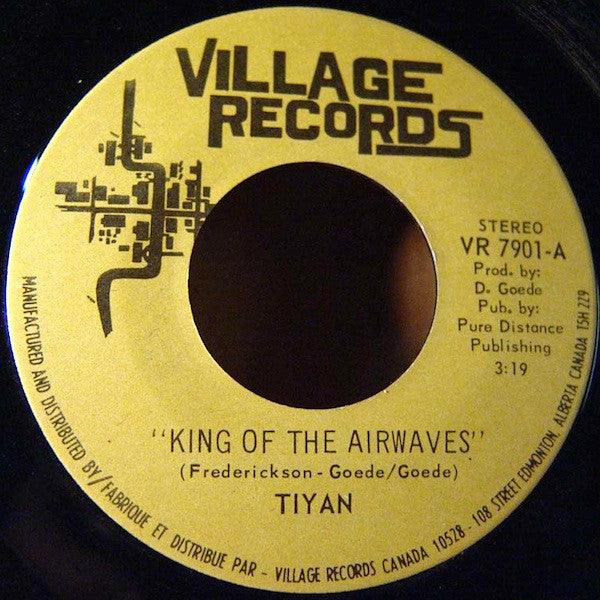 VILLAGE
RECORDS
STEREO
VR 7901-A
Prod. by:
D. Goede
Pub. by:
Pure Distance
Publishing
3:19
"KING OF THE AIRWAVES"
(Frederickson - Goede/Goede)
TIYAN
MANUFACTURED AND DISTRIBUTED BY/FABRIQUE ET DISTRIBUE PAR - VILLAGE RECORDS CANADA 10528 - 108 STREET EDMONTON, ALBERTA CANADA T5H 2Z9